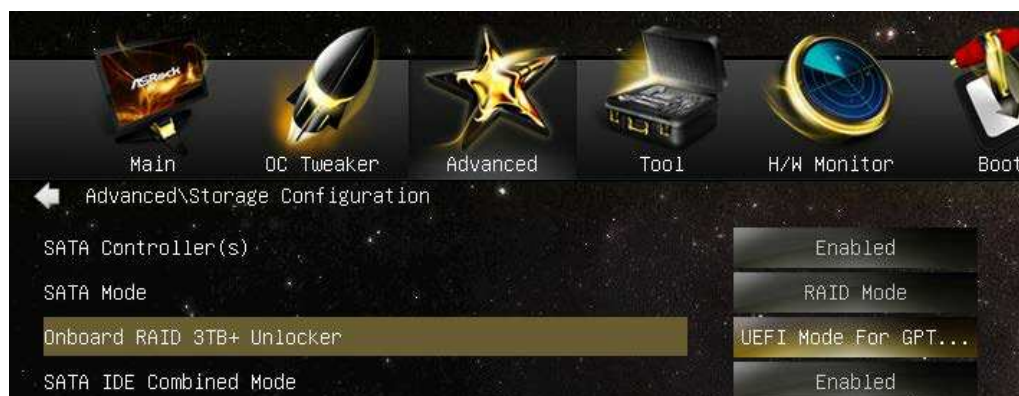 ASRock
Main OC Tweaker Advanced Tool H/W Monitor Boot
Advanced\Storage Configuration
SATA Controller(s) Enabled
SATA Mode RAID Mode
Onboard RAID 3TB+ Unlocker UEFI Mode For GPT...
SATA IDE Combined Mode Enabled